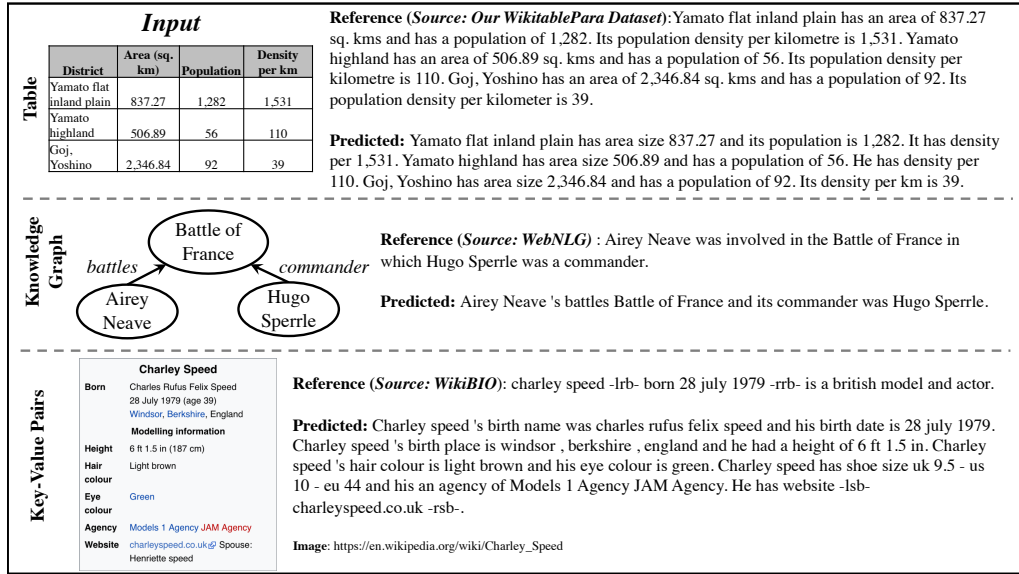 Input
Table
District Area (sq. km) Population Density per km
Yamato flat inland plain 837.27 1,282 1,531
Yamato highland 506.89 56 110
Goj, Yoshino 2,346.84 92 39
Reference (Source: Our WikitablePara Dataset):Yamato flat inland plain has an area of 837.27
sq. kms and has a population of 1,282. Its population density per kilometre is 1,531. Yamato
highland has an area of 506.89 sq. kms and has a population of 56. Its population density per
kilometre is 110. Goj, Yoshino has an area of 2,346.84 sq. kms and has a population of 92. Its
population density per kilometer is 39.
Predicted: Yamato flat inland plain has area size 837.27 and its population is 1,282. It has density
per 1,531. Yamato highland has area size 506.89 and has a population of 56. He has density per
110. Goj, Yoshino has area size 2,346.84 and has a population of 92. Its density per km is 39.
Knowledge
Graph
Battle of
France
battles
commander
Airey
Neave
Hugo
Sperrle
Reference (Source: WebNLG) : Airey Neave was involved in the Battle of France in
which Hugo Sperrle was a commander.
Predicted: Airey Neave 's battles Battle of France and its commander was Hugo Sperrle.
Key-Value Pairs
Charley Speed
Born Charles Rufus Felix Speed
28 July 1979 (age 39)
Windsor, Berkshire, England
Modelling information
Height 6 ft 1.5 in (187 cm)
Hair colour Light brown
Eye colour Green
Agency Models 1 Agency JAM Agency
Website charleyspeed.co.uk Spouse:
Henriette speed
Reference (Source: WikiBIO): charley speed -lrb- born 28 july 1979 -rrb- is a british model and actor.
Predicted: Charley speed 's birth name was charles rufus felix speed and his birth date is 28 july 1979.
Charley speed 's birth place is windsor , berkshire , england and he had a height of 6 ft 1.5 in. Charley
speed 's hair colour is light brown and his eye colour is green. Charley speed has shoe size uk 9.5 - us
10 - eu 44 and his an agency of Models 1 Agency JAM Agency. He has website -lsb-
charleyspeed.co.uk -rsb-.
Image: https://en.wikipedia.org/wiki/Charley_Speed